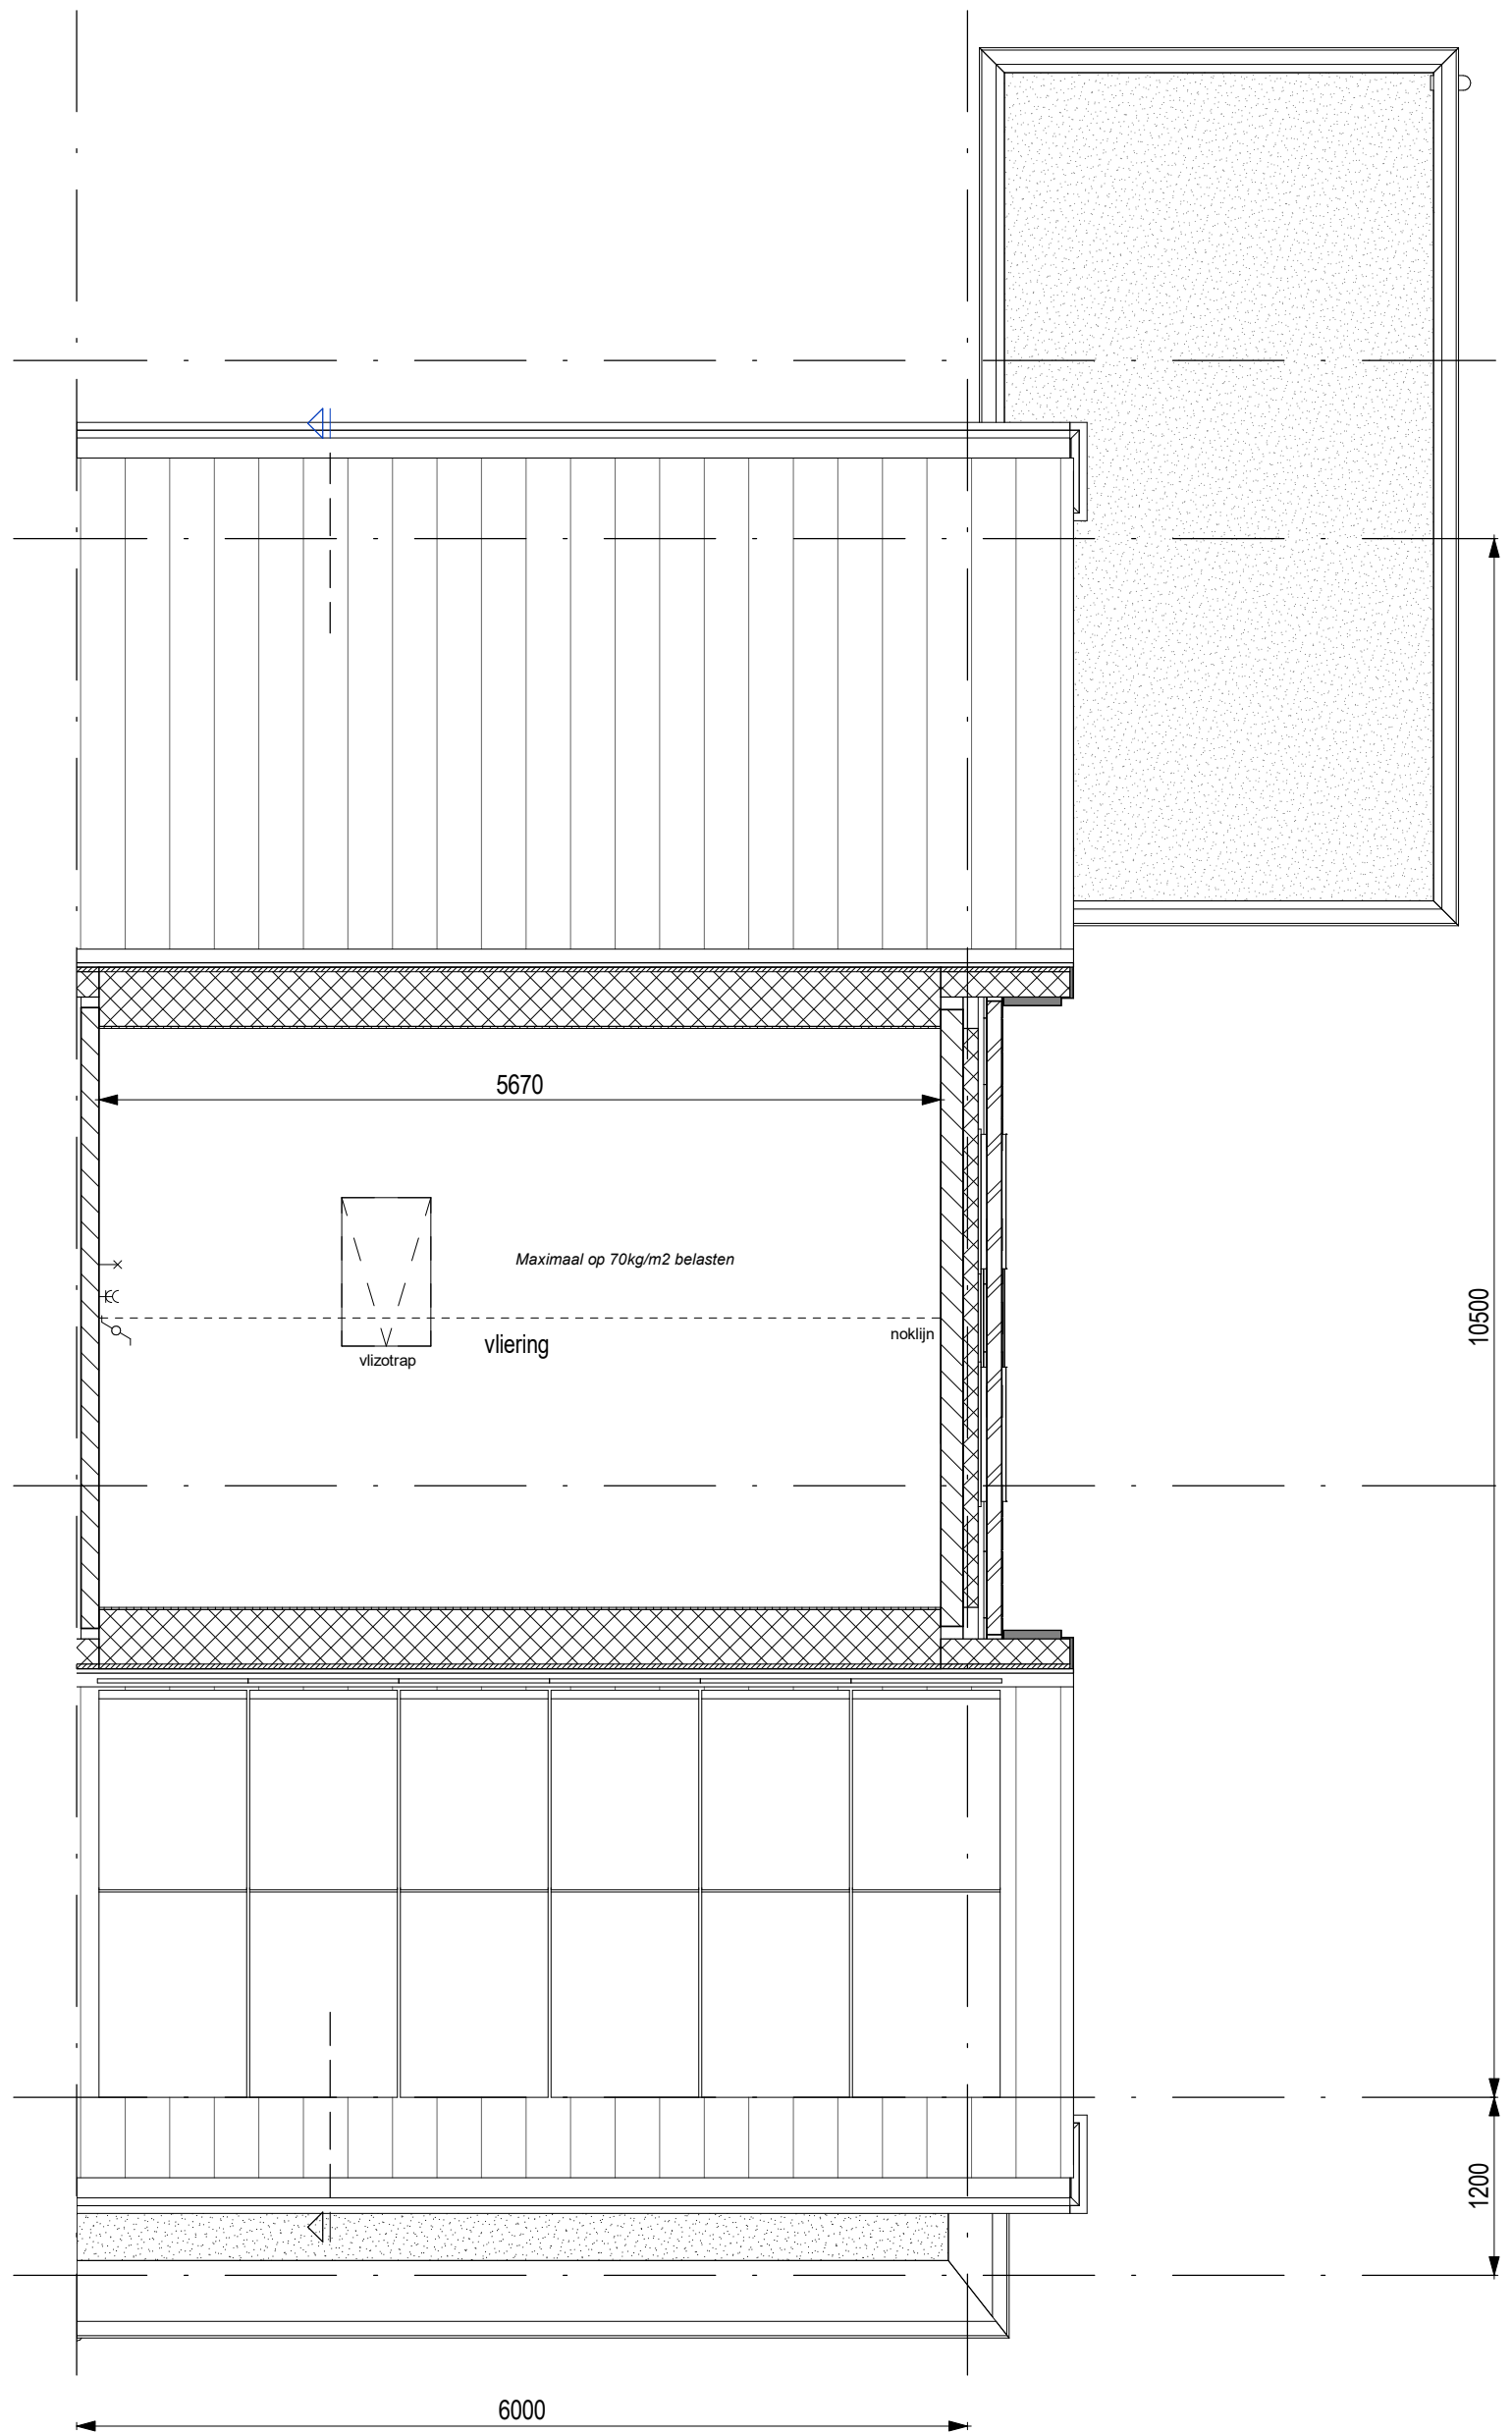 5670
Maximaal op 70kg/m2 belasten
10500
noklijn
vliering
vlizotrap
1200
6000